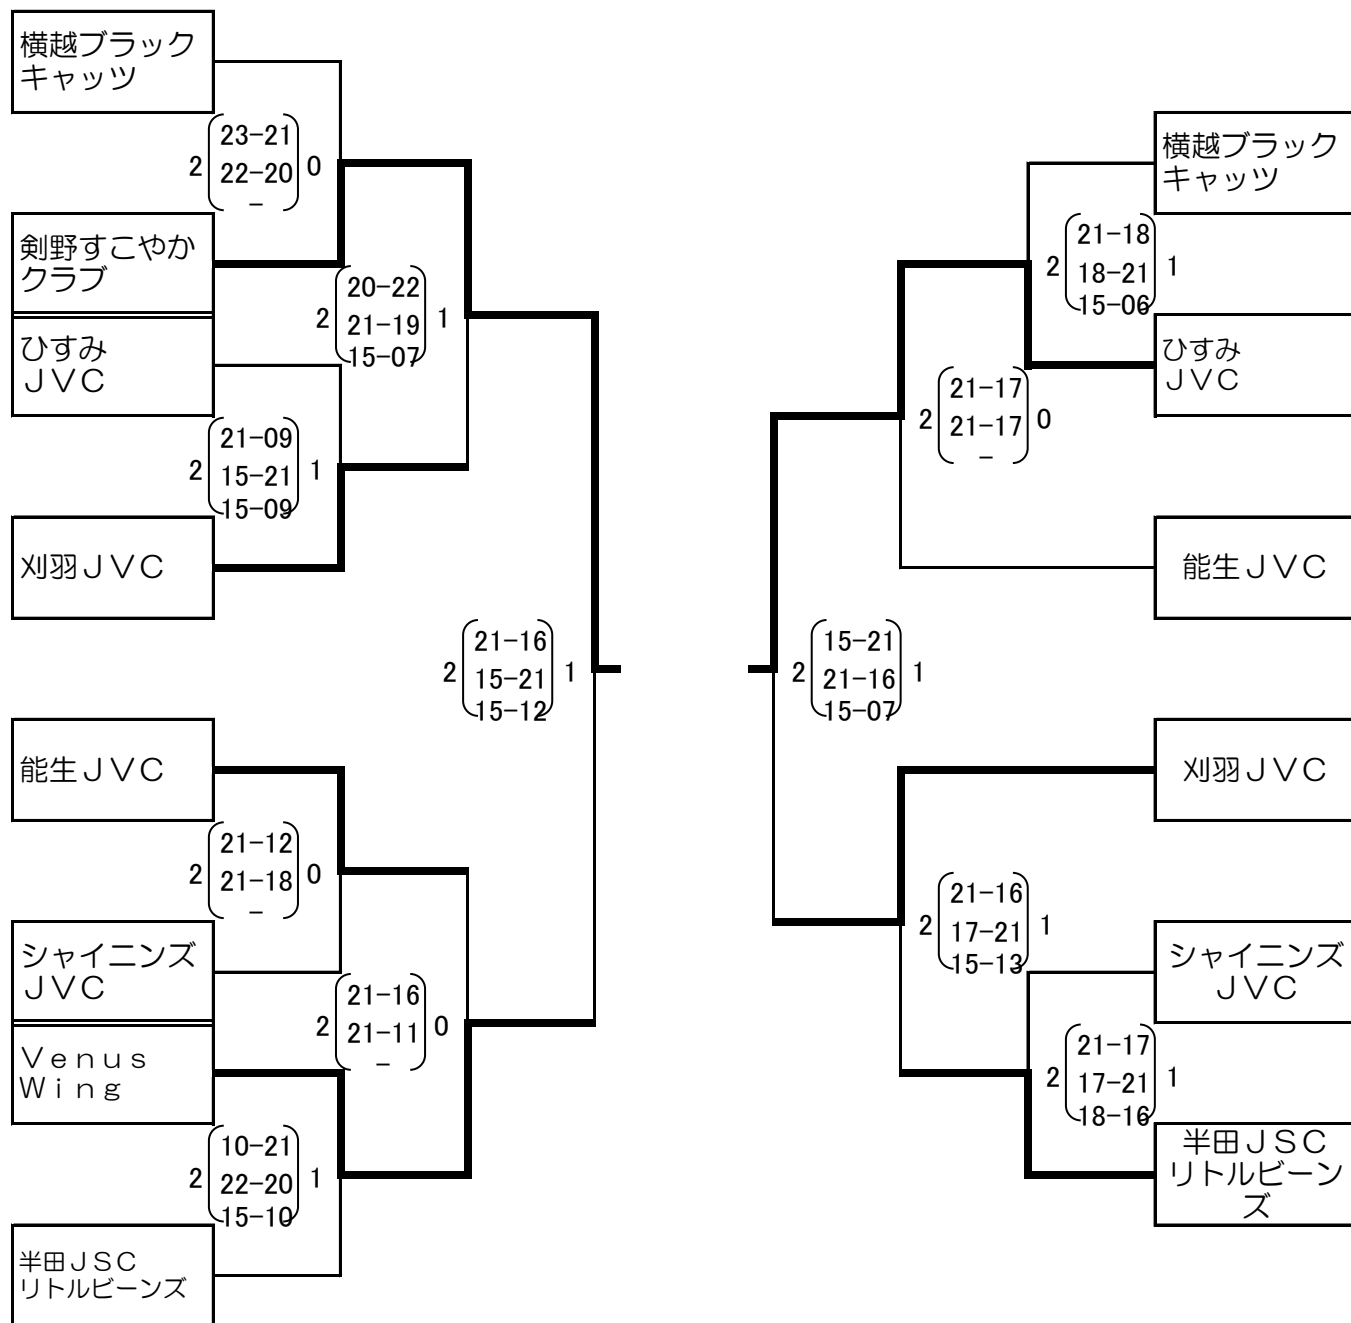 横越ブラック
キャッツ
2 23-21 0
22-20
-
剣野すこやか
クラブ
2 20-22 1
21-19
15-07
ひすみ
ＪＶＣ
2 21-09 1
15-21
15-09
刈羽ＪＶＣ
2 21-16 1
15-21
15-12
能生ＪＶＣ
2 21-12 0
21-18
-
シャイニンズ
ＪＶＣ
2 21-16 0
21-11
-
Ｖｅｎｕｓ
Ｗｉｎｇ
2 10-21 1
22-20
15-10
半田ＪＳＣ
リトルビーンズ
横越ブラック
キャッツ
2 21-18 1
18-21
15-06
ひすみ
ＪＶＣ
2 21-17 0
21-17
-
能生ＪＶＣ
2 15-21 1
21-16
15-07
刈羽ＪＶＣ
2 21-16 1
17-21
15-13
シャイニンズ
ＪＶＣ
2 21-17 1
17-21
18-16
半田ＪＳＣ
リトルビーン
ズ